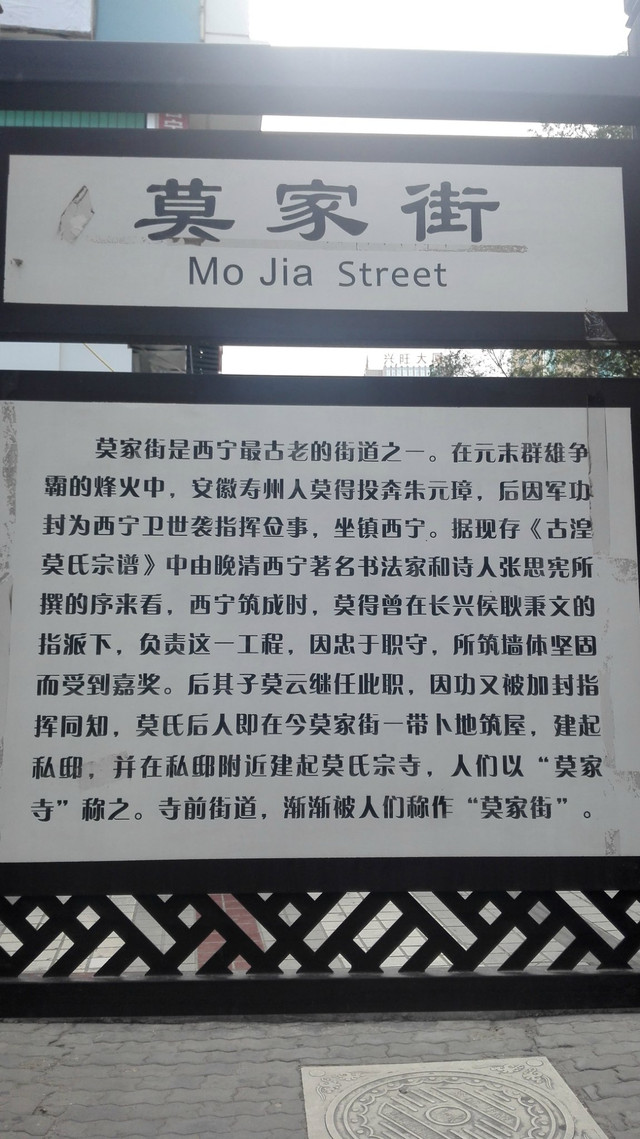 莫家街
Mo Jia Street
兴旺大
莫家街是西宁最古老的街道之一。在元末群雄争
霸的烽火中，安徽寿州人莫得投奔朱元璋，后因军功
封为西宁卫世袭指挥佥事，坐镇西宁。据现存《古湟
莫氏宗谱》中由晚清西宁著名书法家和诗人张思宪所
撰的序来看，西宁筑成时，莫得曾在长兴侯耿秉文的
指派下，负责这一工程，因忠于职守，所筑墙体坚固
而受到嘉奖。后其子莫云继任此职，因功又被加封指
挥同知，莫氏后人即在今莫家街一带卜地筑屋，建起
私邸，并在私邸附近建起莫氏宗寺，人们以“莫家
寺”称之。寺前街道，渐渐被人们称作“莫家街”。